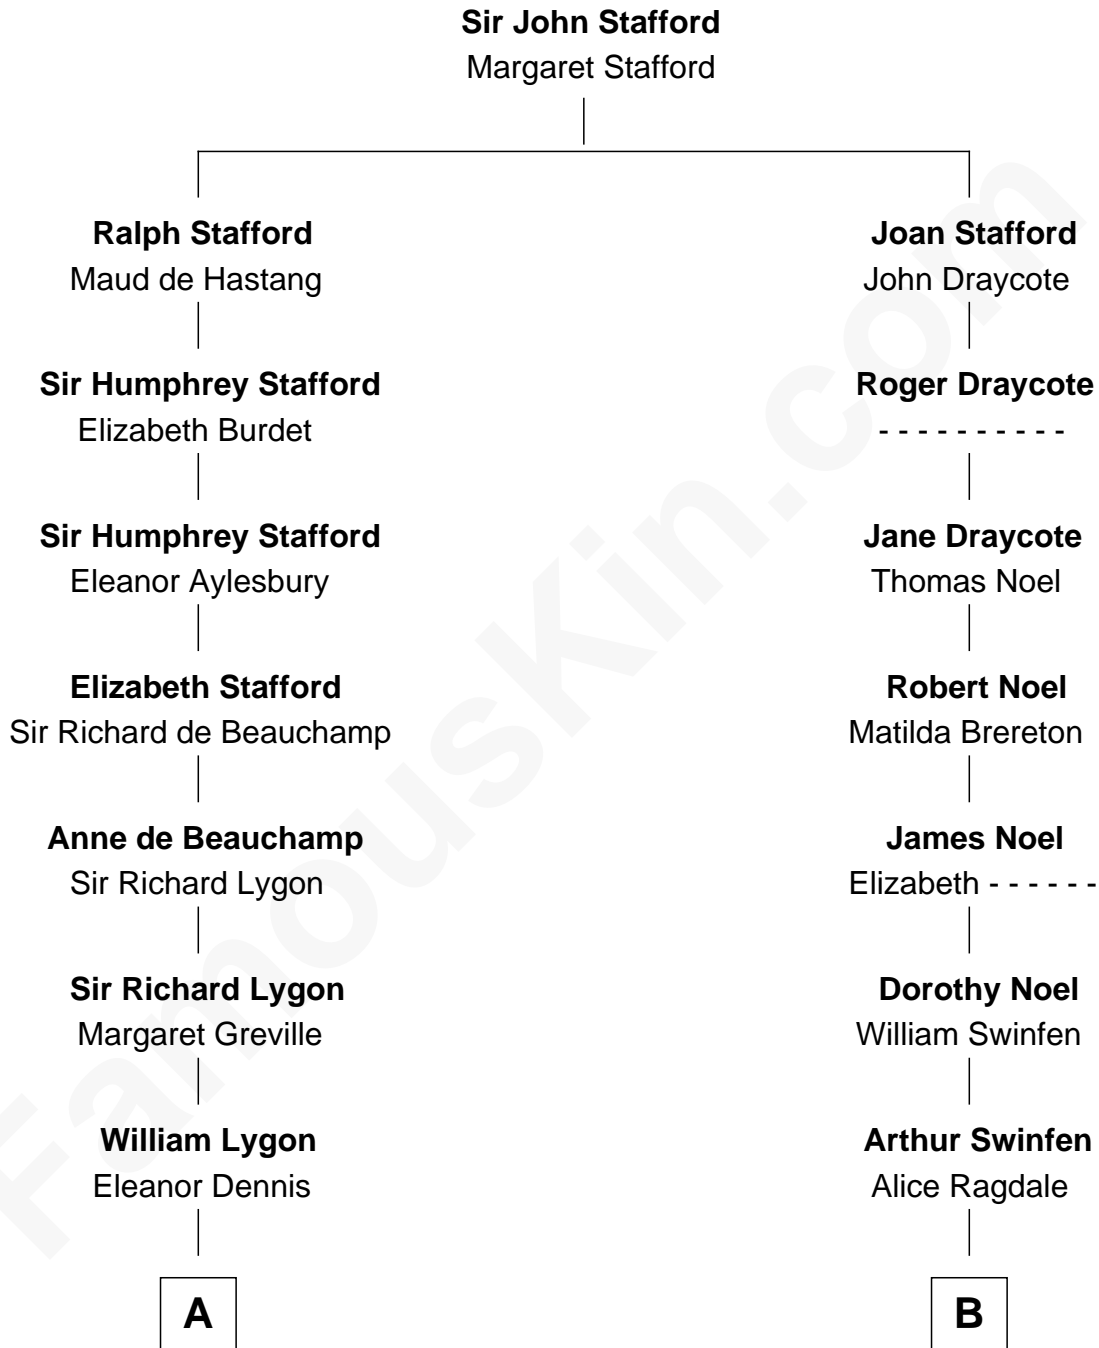 Sir John Stafford
Margaret Stafford
Ralph Stafford
Maud de Hastang
Sir Humphrey Stafford
Elizabeth Burdet
Sir Humphrey Stafford
Eleanor Aylesbury
Elizabeth Stafford
Sir Richard de Beauchamp
Anne de Beauchamp
Sir Richard Lygon
Sir Richard Lygon
Margaret Greville
William Lygon
Eleanor Dennis
A
Joan Stafford
John Draycote
Roger Draycote
- - - - - - - - - -
Jane Draycote
Thomas Noel
Robert Noel
Matilda Brereton
James Noel
Elizabeth - - - - - -
Dorothy Noel
William Swinfen
Arthur Swinfen
Alice Ragdale
B
FamousKin.com